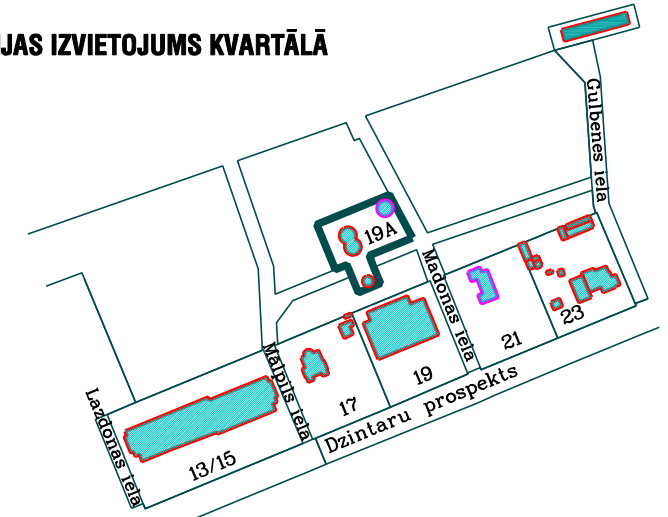 JAS IZVIETOJUMS KVARTĀLĀ
Gulbenes iela
19A
Madonas iela
23
21
Malpils iela
19
17
Dzintaru prospekts
Lazdonas iela
13/15